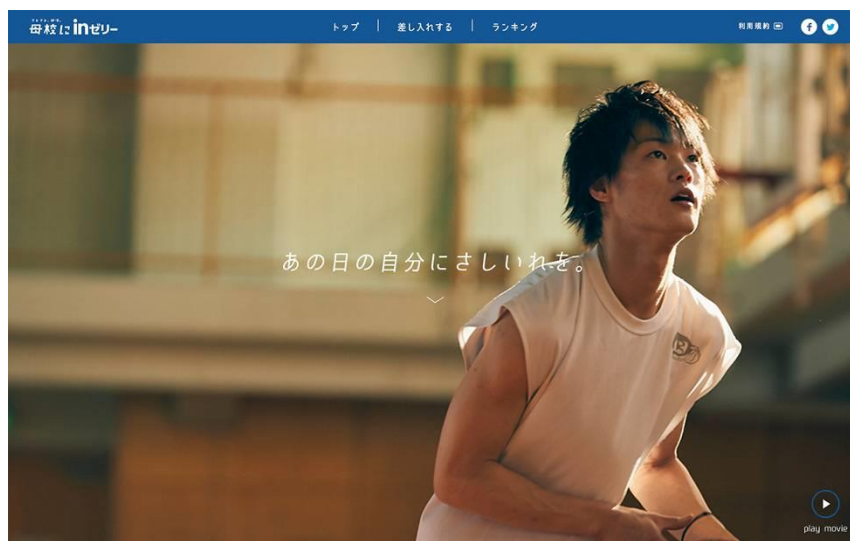 母校にinゼリー
トップ
差し入れする
ランキング
利用規約
あの日の自分にさしいれを。
play movie